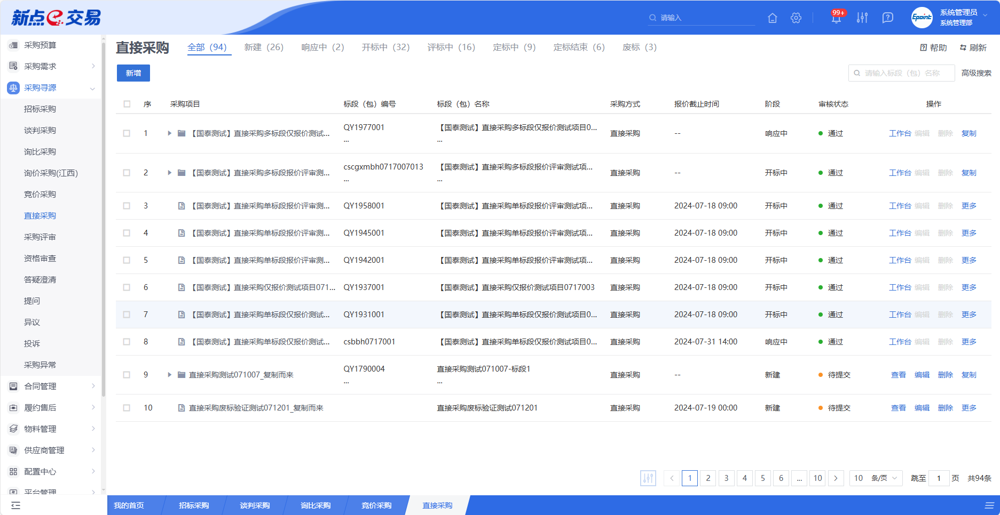 新点e交易
请输入
99+
Epoint
系统管理员
系统管理部
采购预算
采购需求
采购寻源
招标采购
谈判采购
询比采购
询价采购(江西)
竞价采购
直接采购
采购评审
资格审查
答疑澄清
提问
异议
投诉
采购异常
合同管理
履约售后
物料管理
供应商管理
配置中心
平台管理
直接采购 全部（94） 新建（26） 响应中（2） 开标中（32） 评标中（16） 定标中（9） 定标结束（6） 废标（3） 帮助 刷新
新增 请输入标段（包）名称 高级搜索
序 采购项目 标段（包）编号 标段（包）名称 采购方式 报价截止时间 阶段 审核状态 操作
1 【国泰测试】直接采购多标段仅报价测试... QY1977001 ... 【国泰测试】直接采购多标段仅报价测试项目0... ... 直接采购 -- 响应中 通过 工作台 编辑 删除 复制
2 【国泰测试】直接采购多标段报价评审测... cscgxmbh0717007013 ... 【国泰测试】直接采购多标段报价评审测试项... ... 直接采购 -- 开标中 通过 工作台 编辑 删除 复制
3 【国泰测试】直接采购单标段报价评审测... QY1958001 【国泰测试】直接采购单标段报价评审测试项... 直接采购 2024-07-18 09:00 开标中 通过 工作台 编辑 删除 更多
4 【国泰测试】直接采购单标段报价评审测... QY1945001 【国泰测试】直接采购单标段报价评审测试项... 直接采购 2024-07-18 09:00 开标中 通过 工作台 编辑 删除 更多
5 【国泰测试】直接采购单标段报价评审测... QY1942001 【国泰测试】直接采购单标段报价评审测试项... 直接采购 2024-07-18 09:00 开标中 通过 工作台 编辑 删除 更多
6 【国泰测试】直接采购仅报价测试项目071... QY1937001 【国泰测试】直接采购仅报价测试项目0717003 直接采购 2024-07-18 09:00 开标中 通过 工作台 编辑 删除 更多
7 【国泰测试】直接采购单标段仅报价测试... QY1931001 【国泰测试】直接采购单标段仅报价测试项目0... 直接采购 2024-07-18 09:00 开标中 通过 工作台 编辑 删除 更多
8 【国泰测试】直接采购单标段仅报价测试... csbbh0717001 【国泰测试】直接采购单标段仅报价测试项目0... 直接采购 2024-07-31 14:00 响应中 通过 工作台 编辑 删除 更多
9 直接采购测试071007_复制而来 QY1790004 ... 直接采购测试071007-标段1 ... 直接采购 -- 新建 待提交 查看 编辑 删除 复制
10 直接采购废标验证测试071201_复制而来 直接采购废标验证测试071201 直接采购 2024-07-19 00:00 新建 待提交 查看 编辑 删除 更多
1 2 3 4 5 6 ... 10 10 条/页 跳至 1 页 共94条
我的首页 招标采购 谈判采购 询比采购 竞价采购 直接采购